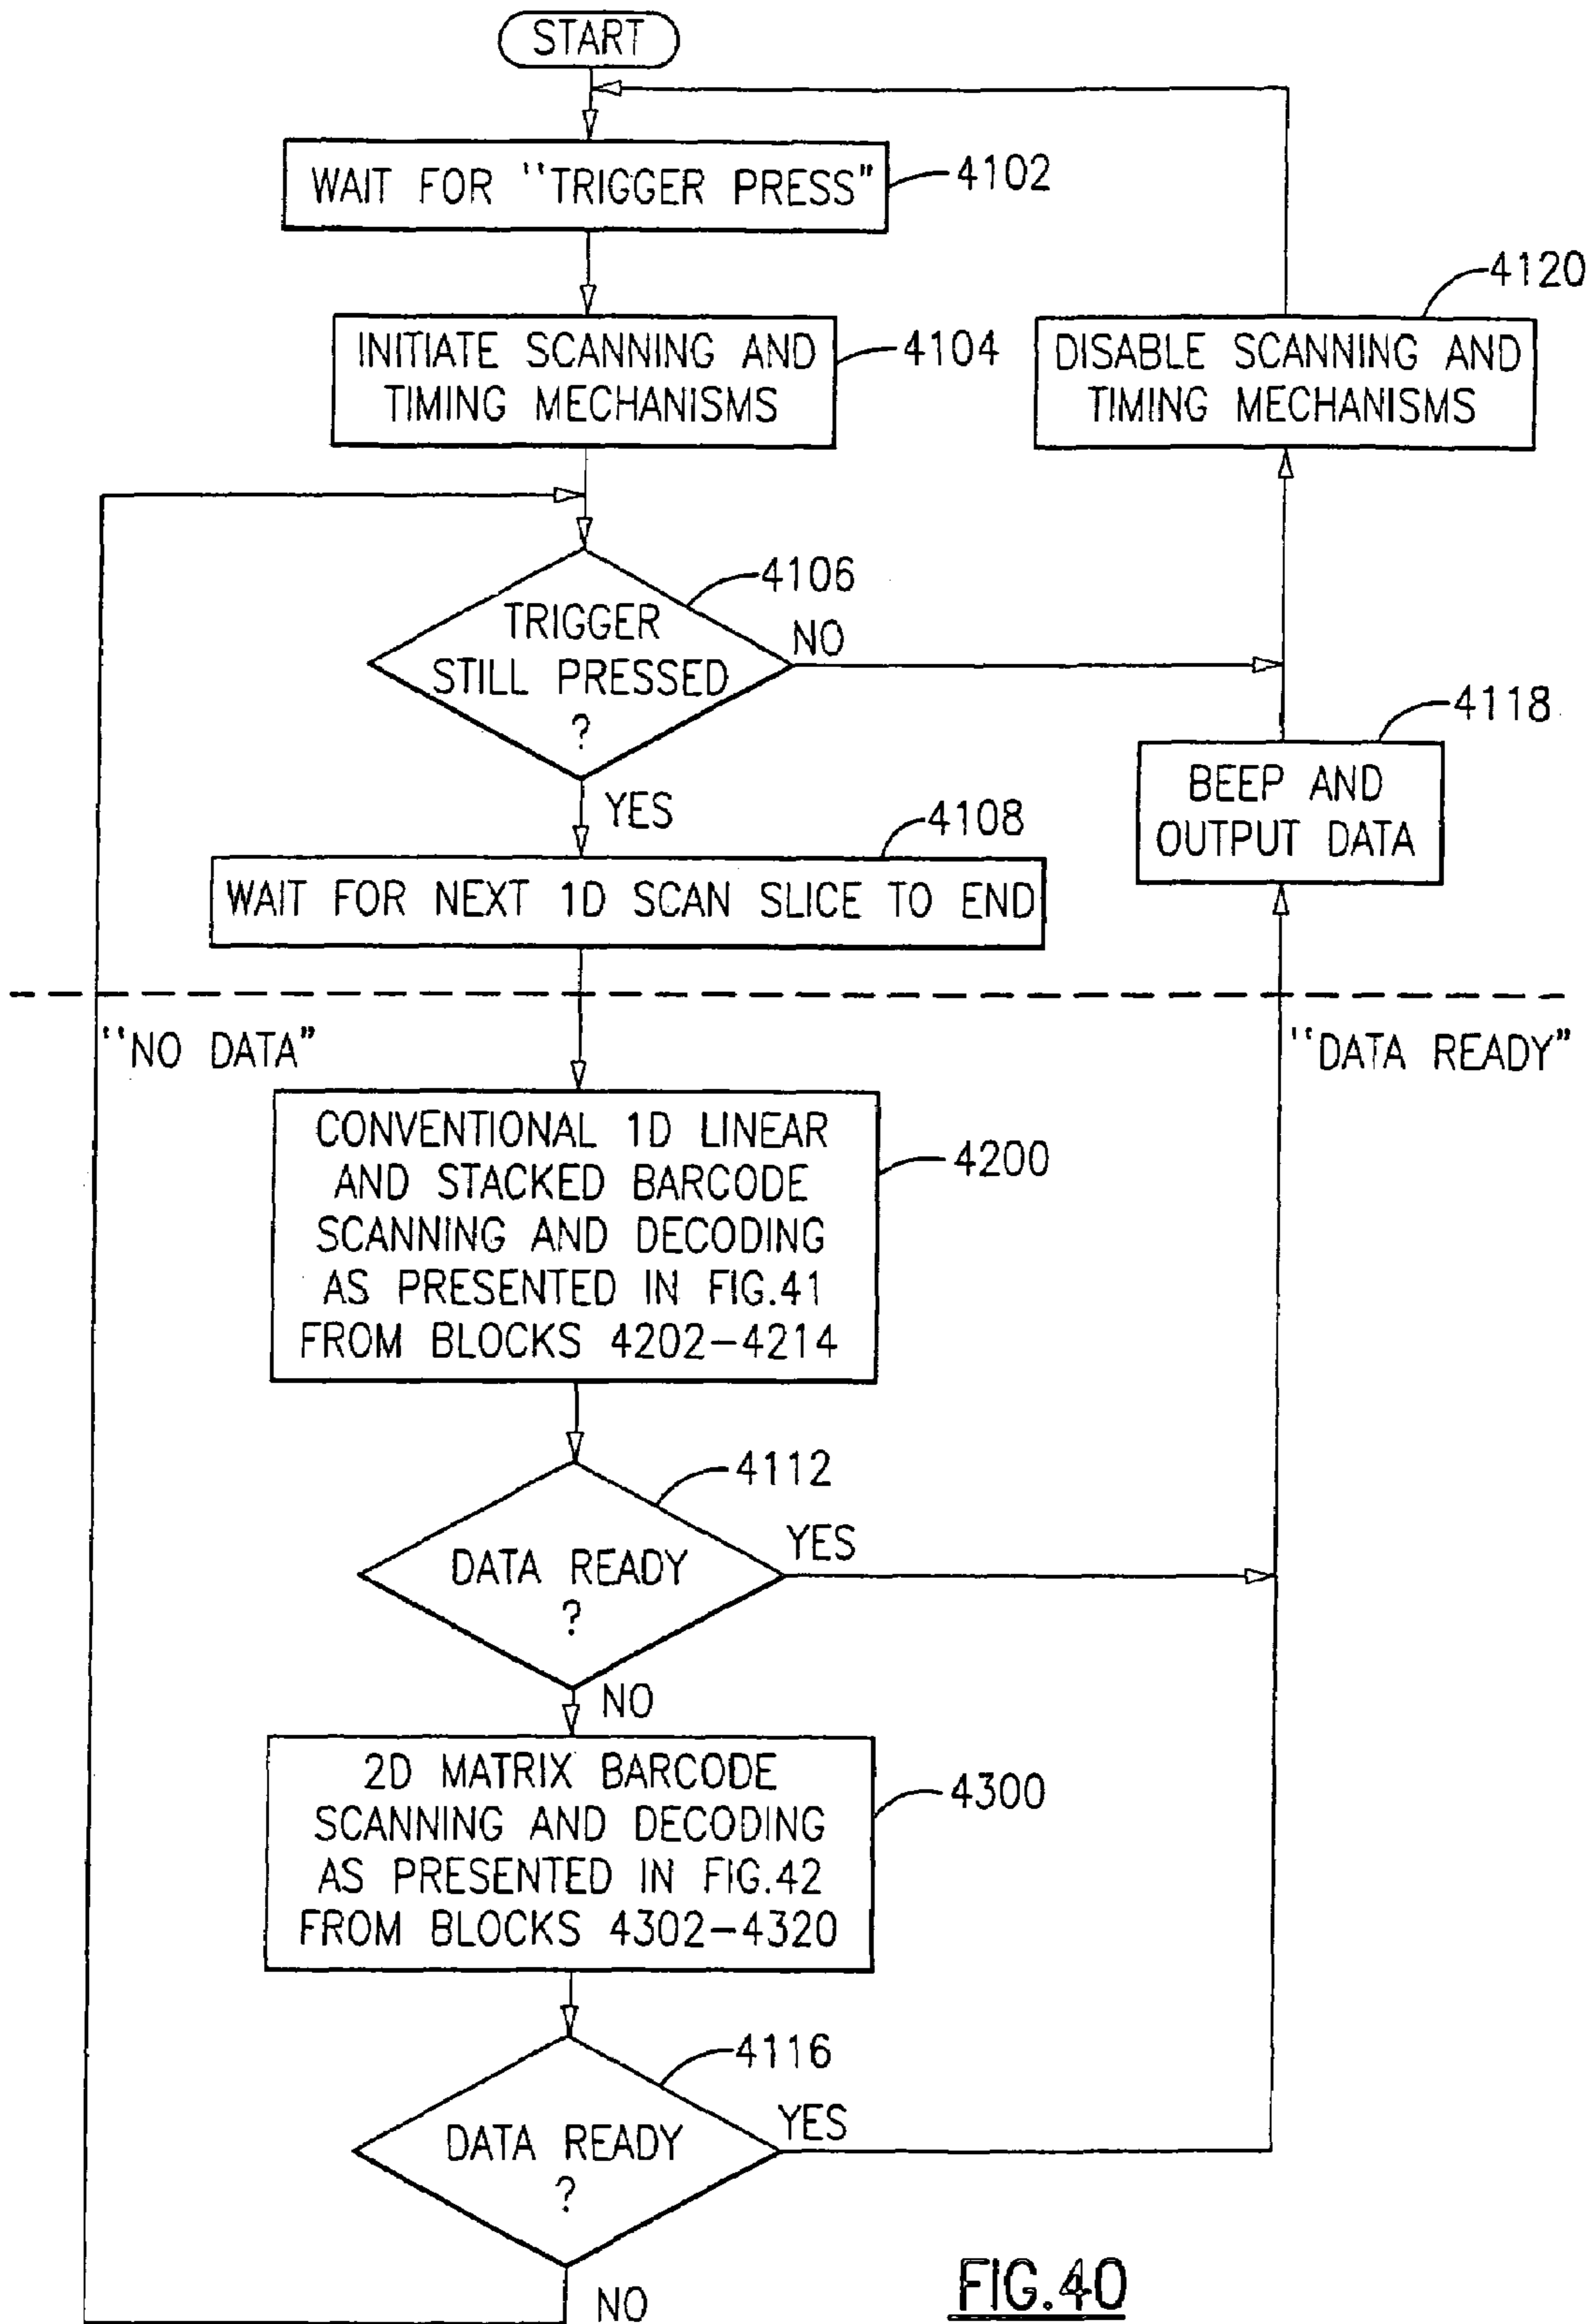 START
WAIT FOR "TRIGGER PRESS"
4102
INITIATE SCANNING AND
TIMING MECHANISMS
4104
DISABLE SCANNING AND
TIMING MECHANISMS
4120
TRIGGER
STILL PRESSED
?
4106
NO
YES
BEEP AND
OUTPUT DATA
4118
WAIT FOR NEXT 1D SCAN SLICE TO END
4108
"NO DATA"
"DATA READY"
CONVENTIONAL 1D LINEAR
AND STACKED BARCODE
SCANNING AND DECODING
AS PRESENTED IN FIG.41
FROM BLOCKS 4202-4214
4200
DATA READY
?
4112
YES
NO
2D MATRIX BARCODE
SCANNING AND DECODING
AS PRESENTED IN FIG.42
FROM BLOCKS 4302-4320
4300
DATA READY
?
4116
YES
NO
FIG.40